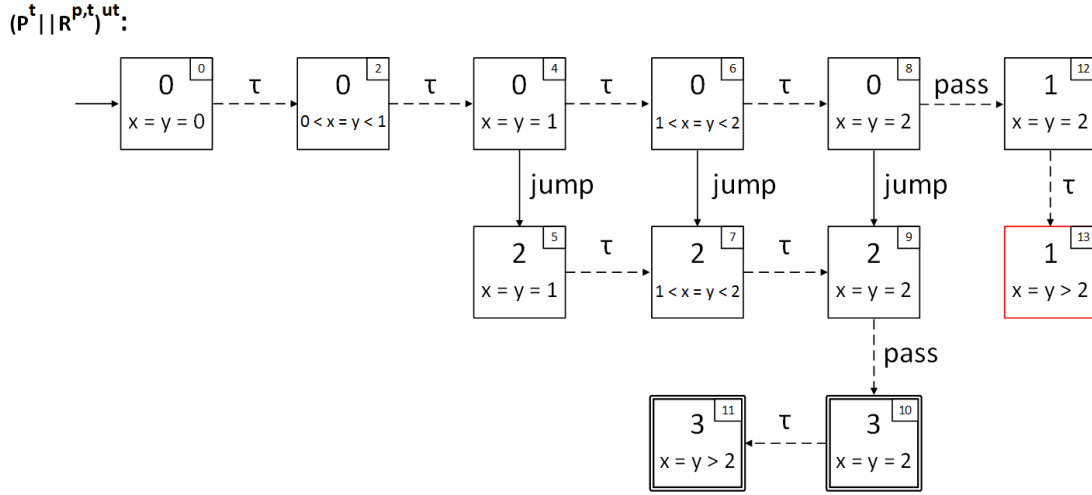 (P^t||R^p,t)^ut:
0 2 4 6 8 12
0 τ 0 τ 0 τ 0 τ 0 pass 1
x = y = 0 0 < x = y < 1 x = y = 1 1 < x = y < 2 x = y = 2 x = y = 2
jump jump jump τ
5 7 9 13
2 τ 2 τ 2 1
x = y = 1 1 < x = y < 2 x = y = 2 x = y > 2
pass
11 10
3 τ 3
x = y > 2 x = y = 2